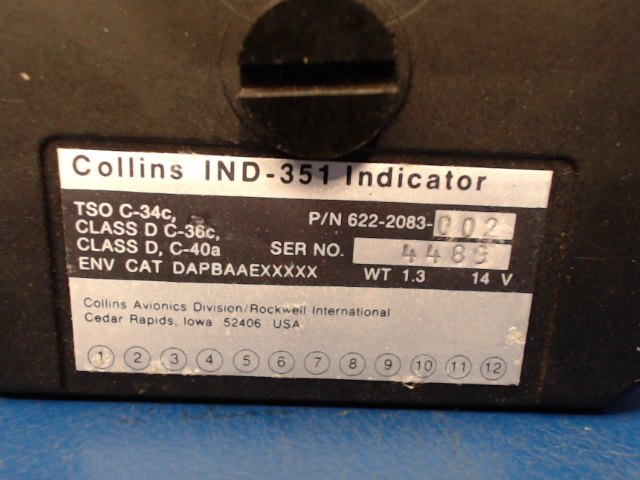 Collins IND-351 Indicator
TSO C-34c, P/N 622-2083-002
CLASS D C-36c,
CLASS D, C-40a SER NO. 4489
ENV CAT DAPBAAEXXXXX WT 1.3 14 V
Collins Avionics Division/Rockwell International
Cedar Rapids, Iowa 52406 USA
1 2 3 4 5 6 7 8 9 10 11 12